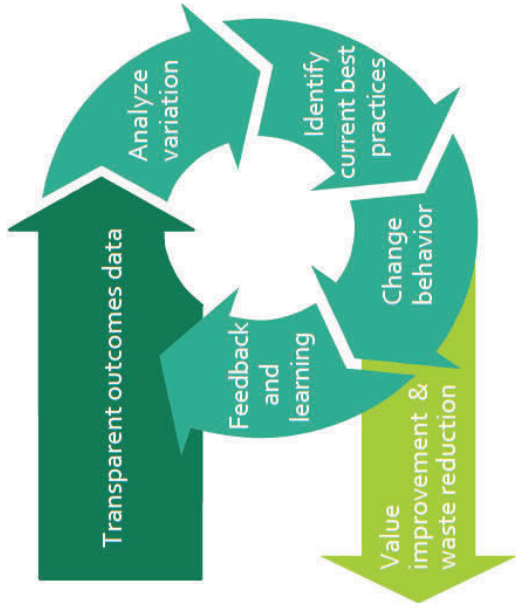 Transparent outcomes data
Analyze
variation
Identify
current best
practices
Change
behavior
Feedback
and
learning
Value
improvement &
waste reduction